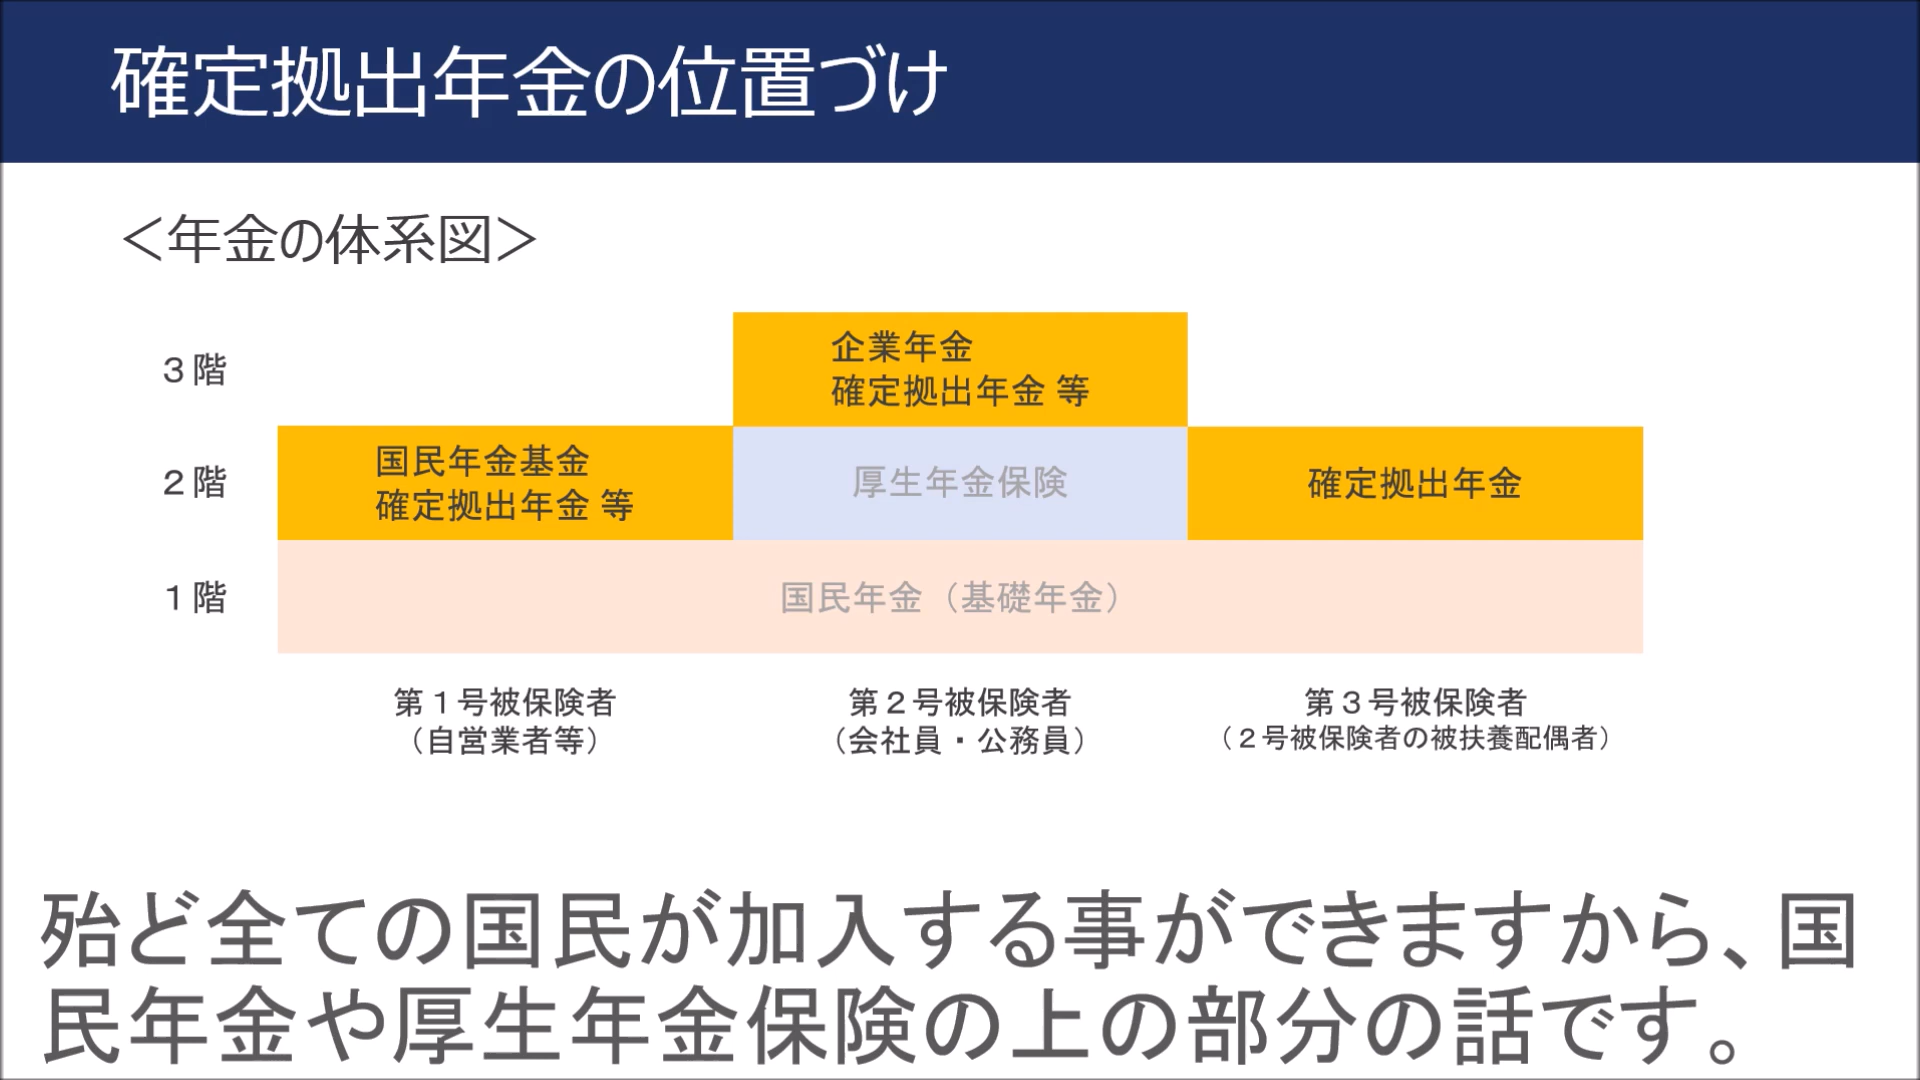 確定拠出年金の位置づけ
＜年金の体系図＞
３階
企業年金
確定拠出年金 等
２階
国民年金基金
確定拠出年金 等
厚生年金保険
確定拠出年金
１階
国民年金（基礎年金）
第１号被保険者
（自営業者等）
第２号被保険者
（会社員・公務員）
第３号被保険者
（２号被保険者の被扶養配偶者）
殆ど全ての国民が加入する事ができますから、国
民年金や厚生年金保険の上の部分の話です。